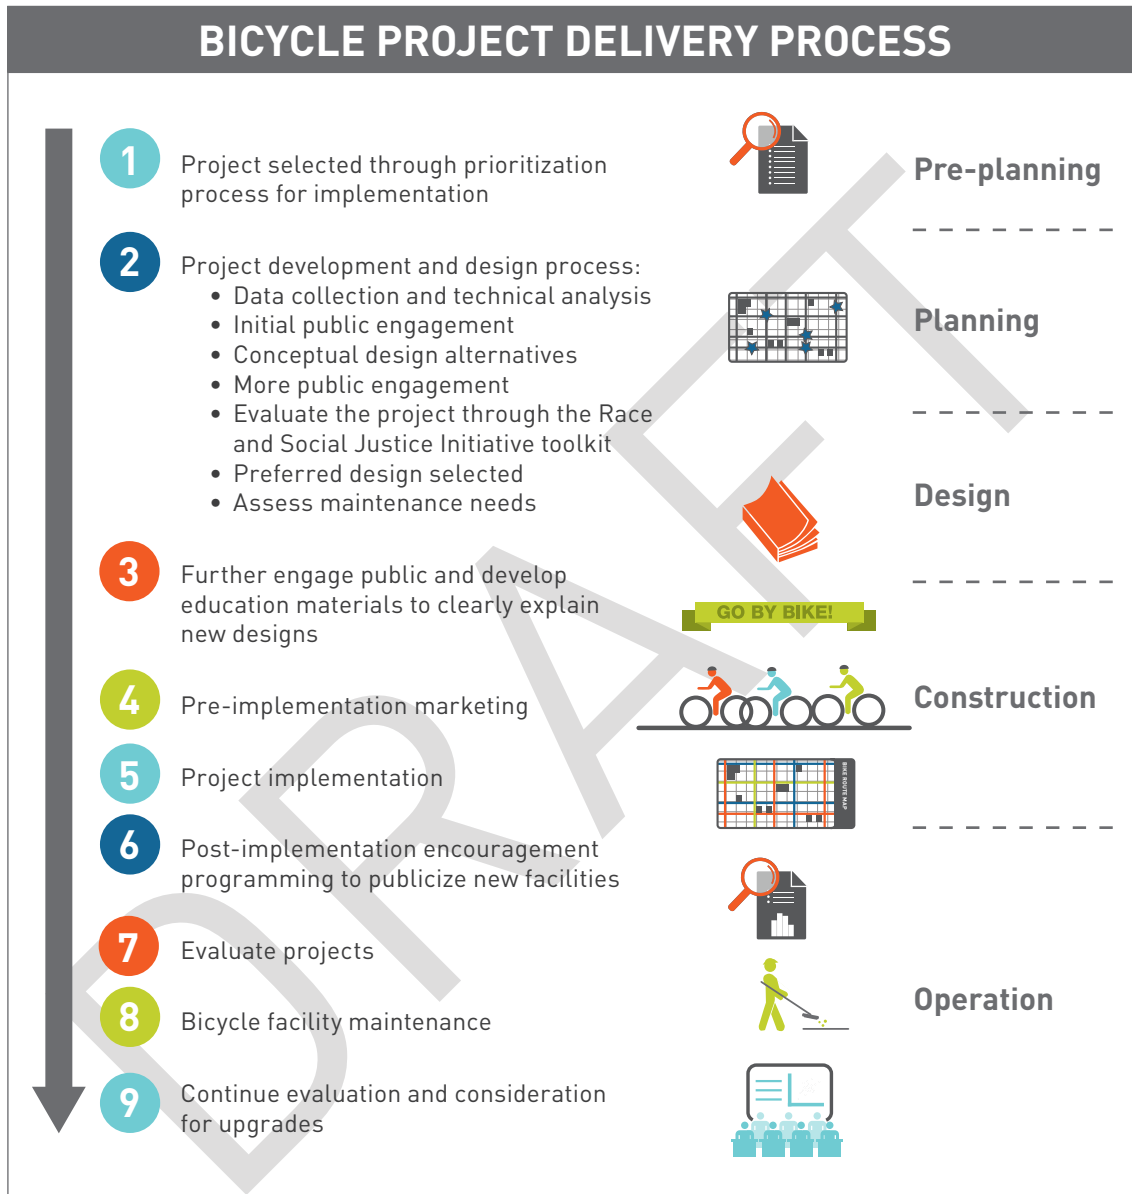 BICYCLE PROJECT DELIVERY PROCESS
1
Project selected through prioritization
process for implementation
Pre-planning
2
Project development and design process:
• Data collection and technical analysis
• Initial public engagement
• Conceptual design alternatives
• More public engagement
• Evaluate the project through the Race
and Social Justice Initiative toolkit
• Preferred design selected
• Assess maintenance needs
Planning
Design
3
Further engage public and develop
education materials to clearly explain
new designs
GO BY BIKE!
4
Pre-implementation marketing
Construction
5
Project implementation
BIKE ROUTE MAP
6
Post-implementation encouragement
programming to publicize new facilities
7
Evaluate projects
8
Bicycle facility maintenance
Operation
9
Continue evaluation and consideration
for upgrades
DRAFT